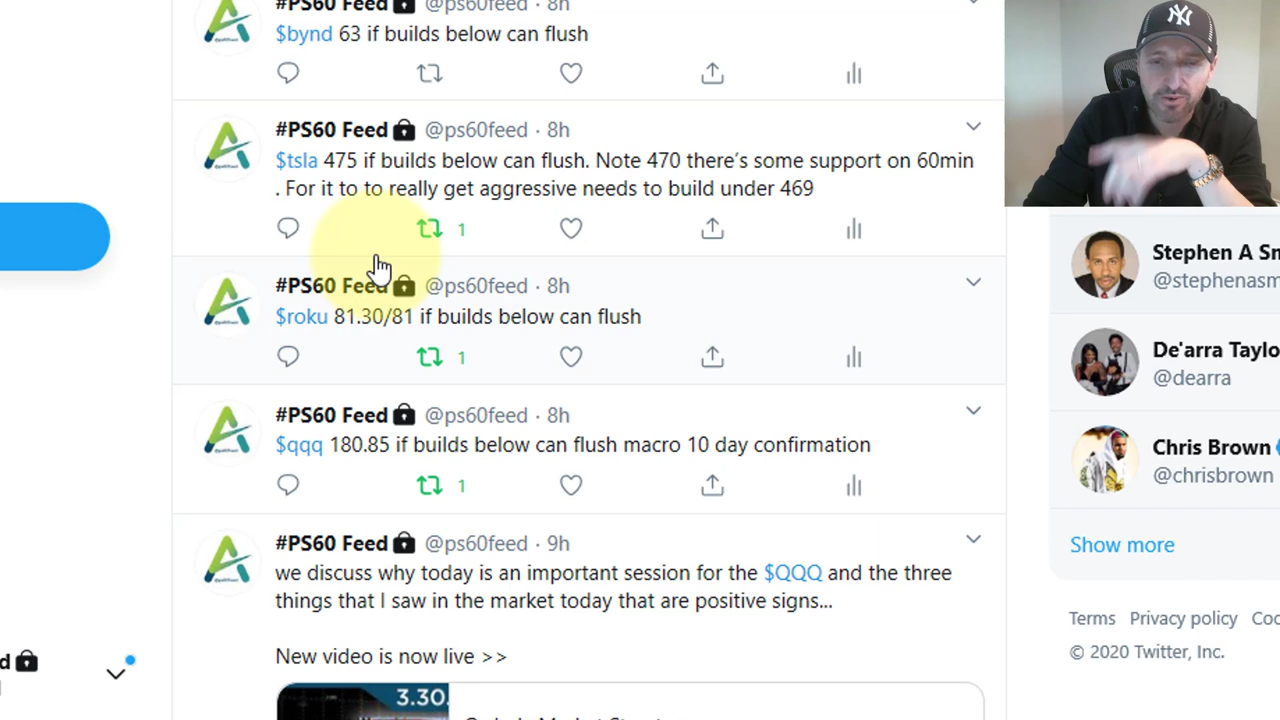 #PS60 Feed @ps60feed · 8h
$bynd 63 if builds below can flush
#PS60 Feed @ps60feed · 8h
$tsla 475 if builds below can flush. Note 470 there's some support on 60min
. For it to to really get aggressive needs to build under 469
1
#PS60 Feed @ps60feed · 8h
$roku 81.30/81 if builds below can flush
1
#PS60 Feed @ps60feed · 8h
$qqq 180.85 if builds below can flush macro 10 day confirmation
1
#PS60 Feed @ps60feed · 9h
we discuss why today is an important session for the $QQQ and the three
things that I saw in the market today that are positive signs...
New video is now live >>
3.30.
Stephen A Sm
@stephenasm
De'arra Taylo
@dearra
Chris Brown
@chrisbrown
Show more
Terms Privacy policy Coo
© 2020 Twitter, Inc.